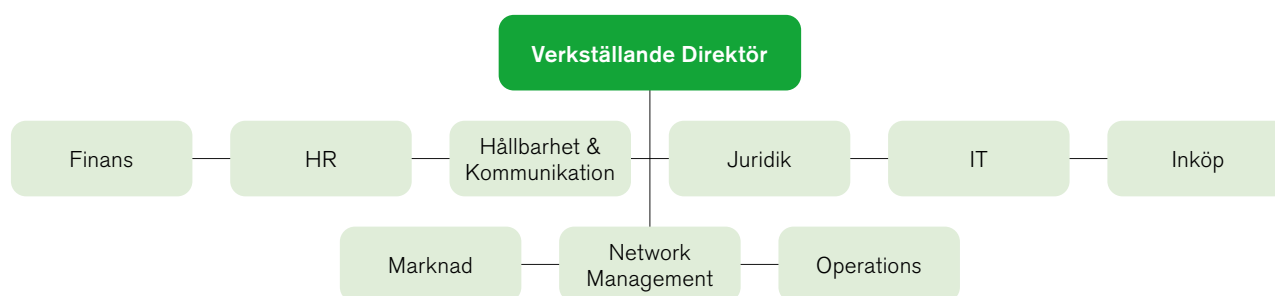 Verkställande Direktör
Finans
HR
Hållbarhet &
Kommunikation
Juridik
IT
Inköp
Marknad
Network
Management
Operations